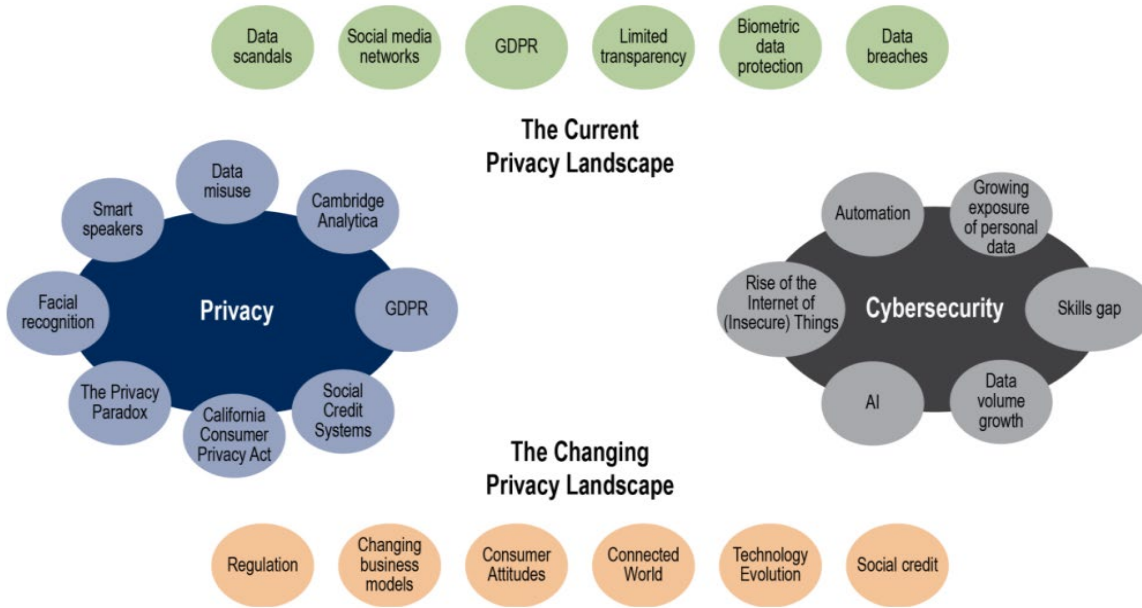 Data
scandals
Social media
networks
GDPR
Limited
transparency
Biometric
data
protection
Data
breaches
The Current
Privacy Landscape
Data
misuse
Smart
speakers
Cambridge
Analytica
Facial
recognition
Privacy
GDPR
The Privacy
Paradox
California
Consumer
Privacy Act
Social
Credit
Systems
Automation
Growing
exposure
of personal
data
Rise of the
Internet of
(Insecure) Things
Cybersecurity
Skills gap
AI
Data
volume
growth
The Changing
Privacy Landscape
Regulation
Changing
business
models
Consumer
Attitudes
Connected
World
Technology
Evolution
Social credit